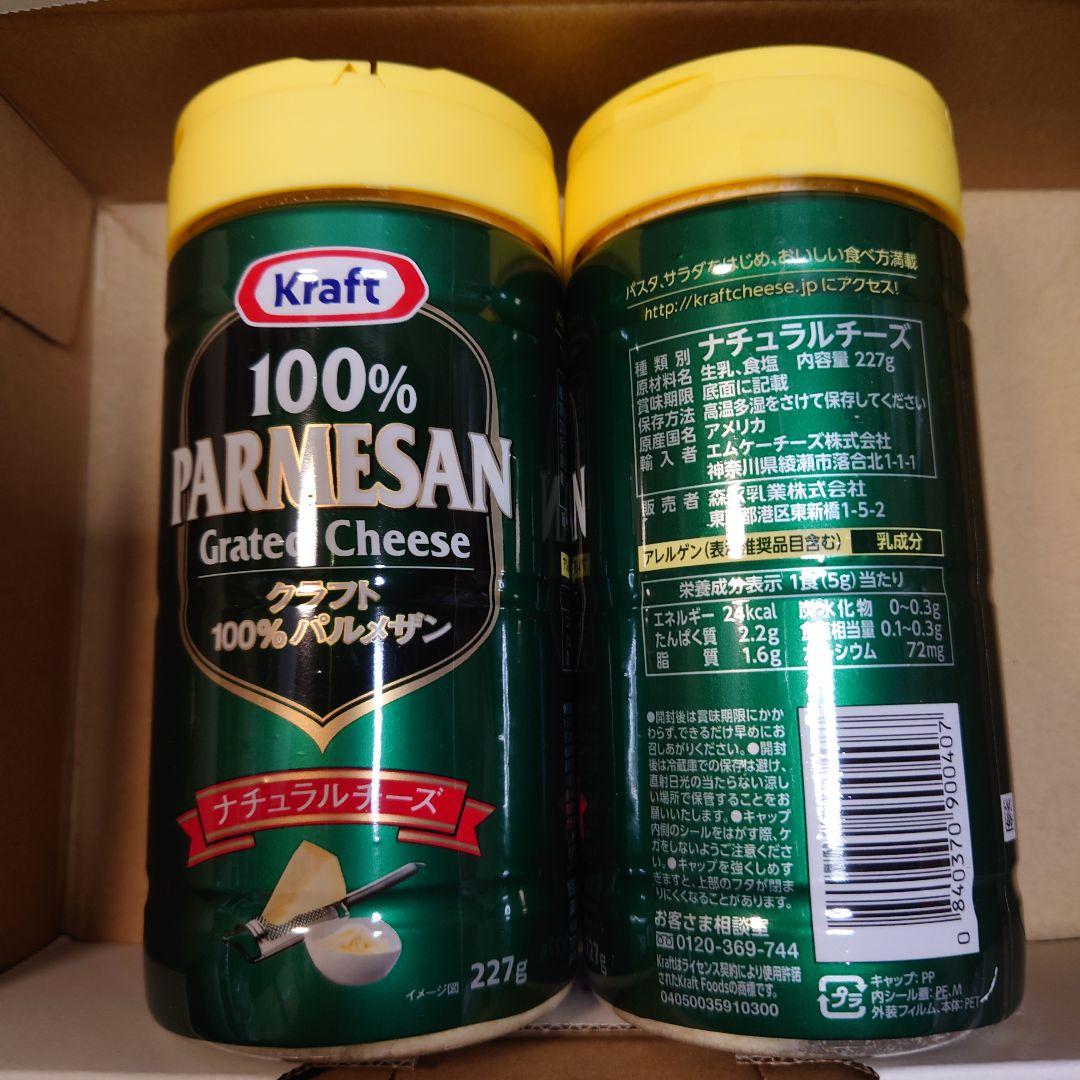 Kraft
100%
PARMESAN
Grated Cheese
クラフト
100%パルメザン
ナチュラルチーズ
イメージ図 227g
パスタ、サラダをはじめ、おいしい食べ方満載
http://kraftcheese.jp にアクセス!
種類別 ナチュラルチーズ
原材料名 生乳、食塩 内容量 227g
賞味期限 底面に記載
保存方法 高温多湿をさけて保存してください
原産国名 アメリカ
輸入者 エムケーチーズ株式会社
神奈川県綾瀬市落合北1-1-1
販売者 森永乳業株式会社
東京都港区東新橋1-5-2
アレルゲン(表示推奨品目含む) 乳成分
栄養成分表示 1食(5g)当たり
エネルギー 24kcal 炭水化物 0~0.3g
たんぱく質 2.2g 食塩相当量 0.1~0.3g
脂質 1.6g カルシウム 72mg
●開封後は賞味期限にかか
わらず、できるだけ早めにお
召しあがりください。●開封
後は冷蔵庫での保存は避け、
直射日光の当たらない涼し
い場所で保管することをお
願いいたします。●キャップ
内側のシールをはがす際、ケ
ガをしないようご注意くださ
い。●キャップを強くしめす
ぎますと、上部のフタが閉ま
りにくくなることがあります。
お客さま相談室
0120-369-744
Kraftはライセンス契約により使用許諾
されたKraft Foodsの商標です。
04050035910300
0 840370 900407
プラ
キャップ:PP
内シール蓋:PE,M
外装フィルム、本体:PET
27g